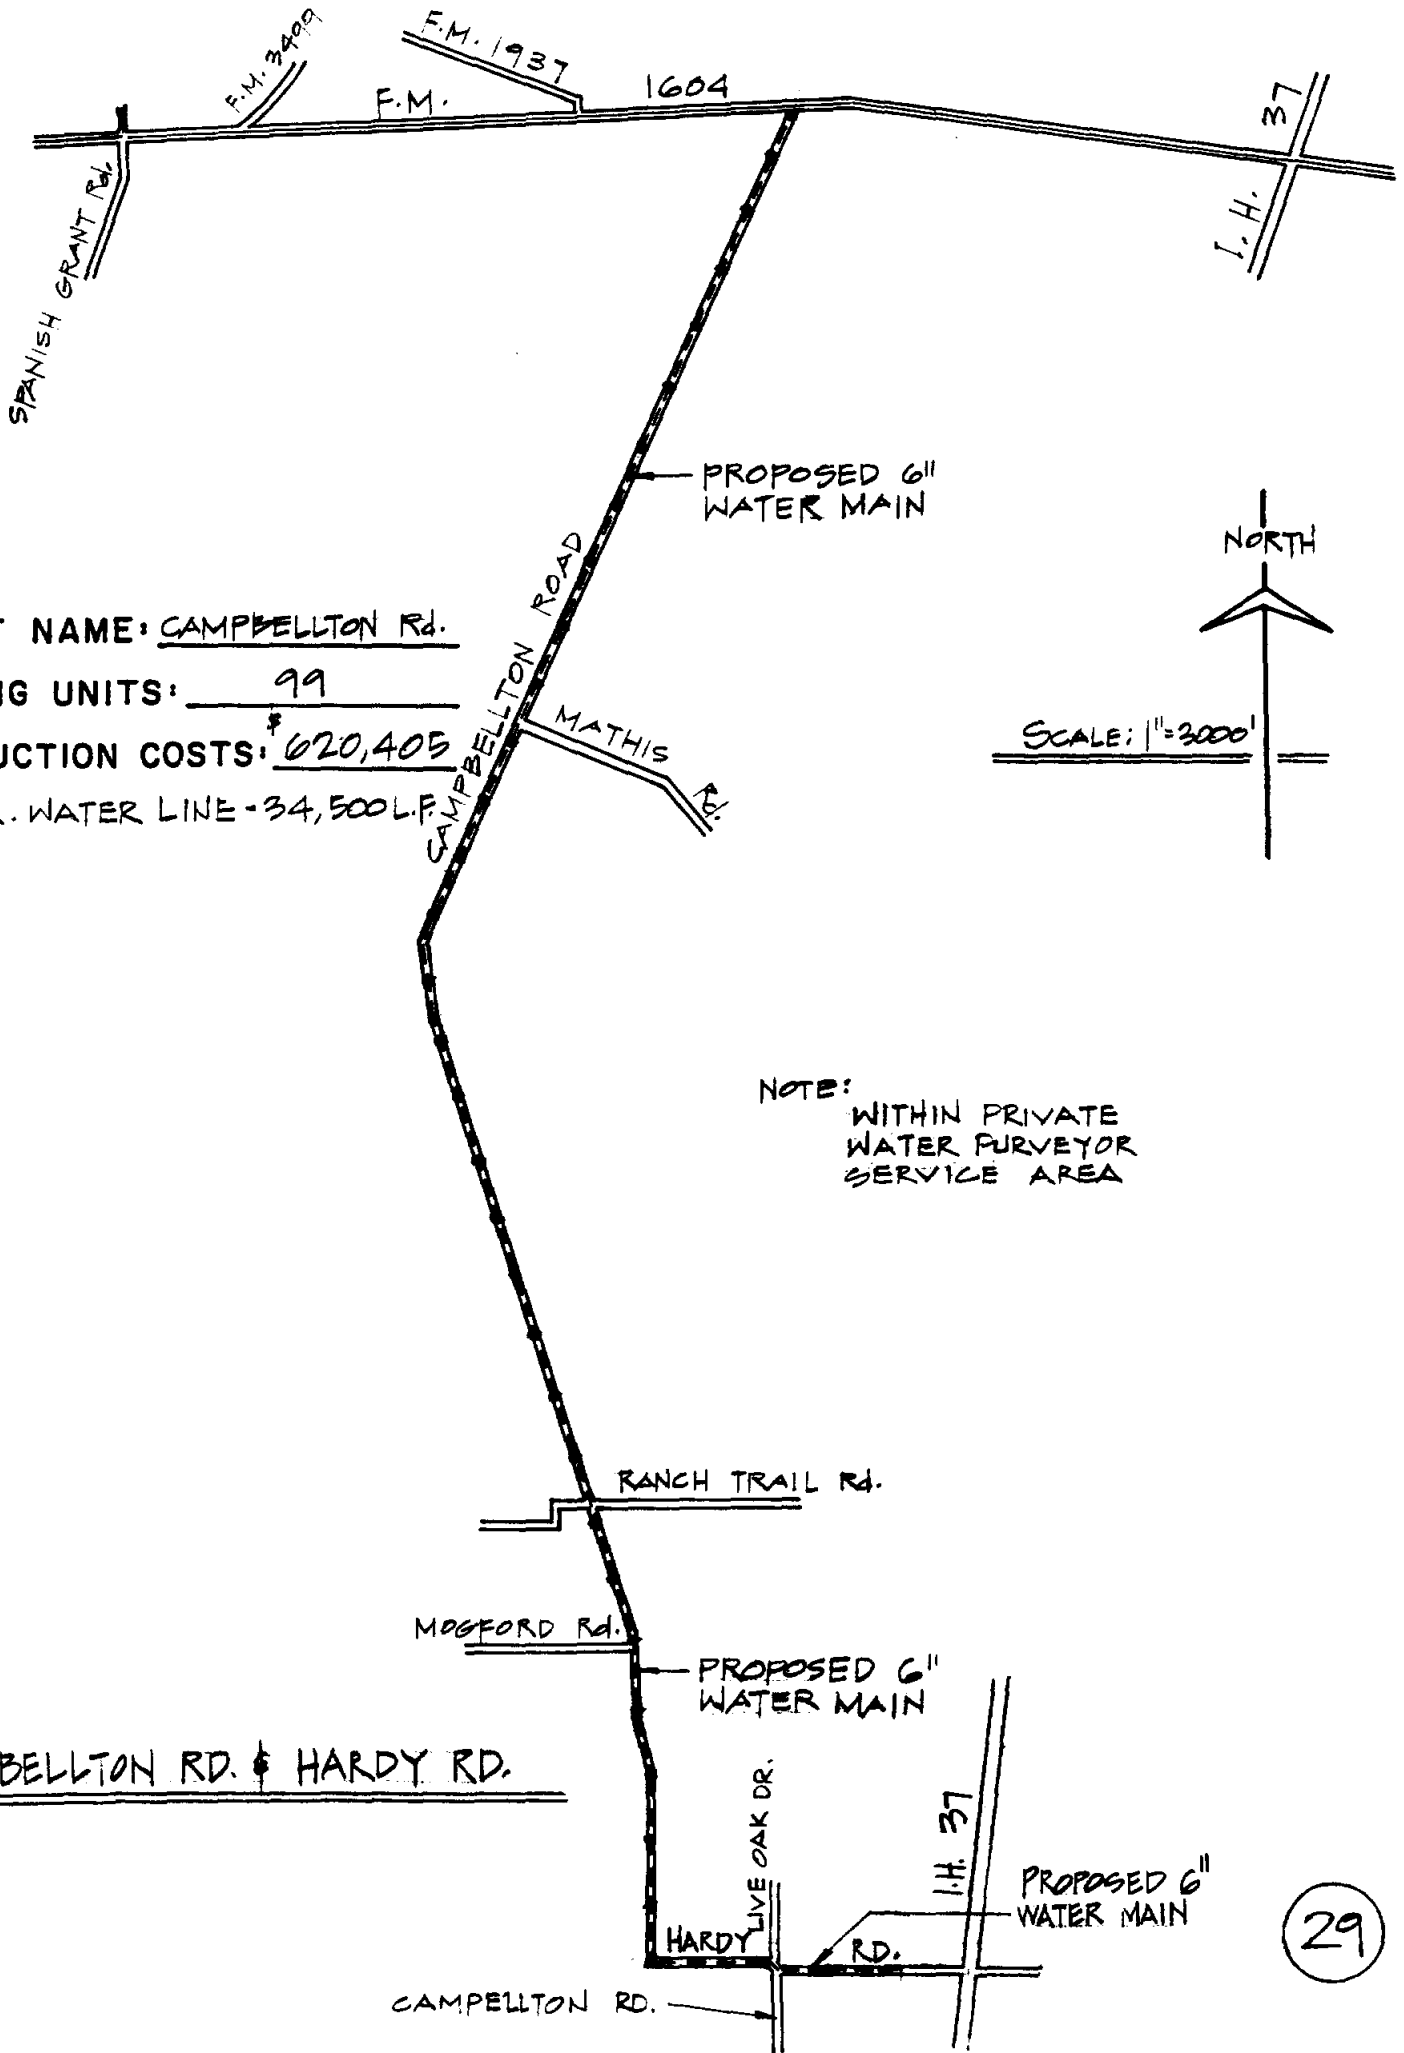 F.M. 3499
F.M. 1937
F.M.
1604
I. H. 37
SPANISH GRANT Rd.
PROPOSED 6"
WATER MAIN
NORTH
CAMPBELLTON ROAD
NAME: CAMPBELLTON Rd.
UNITS: 99
COSTS: $620,405
WATER LINE - 34,500 L.F.
MATHIS Rd.
SCALE: 1"=3000'
NOTE:
WITHIN PRIVATE
WATER PURVEYOR
SERVICE AREA
RANCH TRAIL Rd.
MOGFORD Rd.
PROPOSED 6"
WATER MAIN
BELLTON RD. & HARDY RD.
LIVE OAK DR.
I.H. 37
PROPOSED 6"
WATER MAIN
29
HARDY RD.
CAMPELLTON RD.